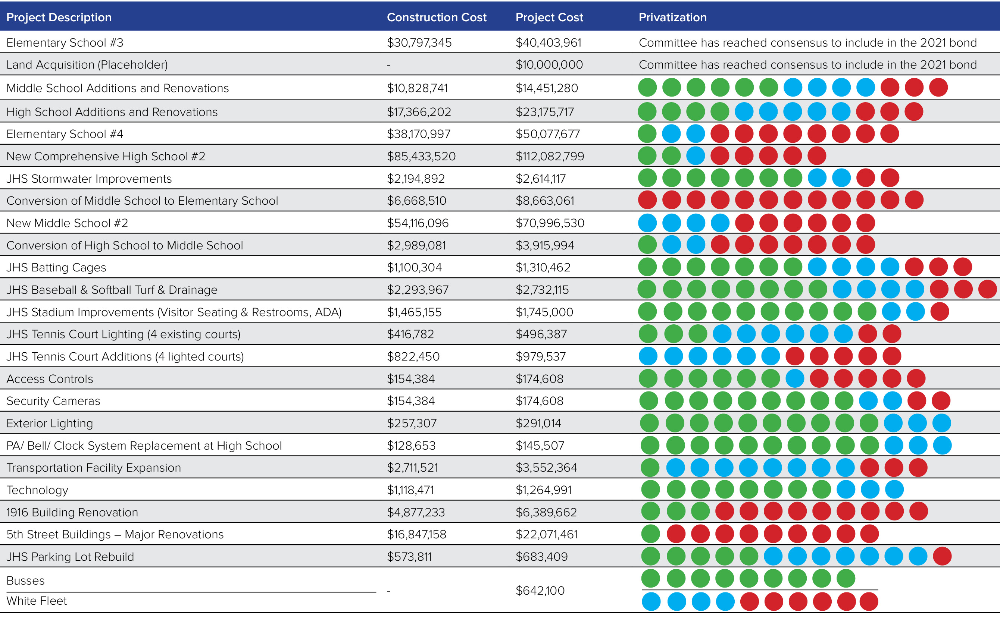 Project Description Construction Cost Project Cost Privatization
Elementary School #3 $30,797,345 $40,403,961 Committee has reached consensus to include in the 2021 bond
Land Acquisition (Placeholder) - $10,000,000 Committee has reached consensus to include in the 2021 bond
Middle School Additions and Renovations $10,828,741 $14,451,280
High School Additions and Renovations $17,366,202 $23,175,717
Elementary School #4 $38,170,997 $50,077,677
New Comprehensive High School #2 $85,433,520 $112,082,799
JHS Stormwater Improvements $2,194,892 $2,614,117
Conversion of Middle School to Elementary School $6,668,510 $8,663,061
New Middle School #2 $54,116,096 $70,996,530
Conversion of High School to Middle School $2,989,081 $3,915,994
JHS Batting Cages $1,100,304 $1,310,462
JHS Baseball & Softball Turf & Drainage $2,293,967 $2,732,115
JHS Stadium Improvements (Visitor Seating & Restrooms, ADA) $1,465,155 $1,745,000
JHS Tennis Court Lighting (4 existing courts) $416,782 $496,387
JHS Tennis Court Additions (4 lighted courts) $822,450 $979,537
Access Controls $154,384 $174,608
Security Cameras $154,384 $174,608
Exterior Lighting $257,307 $291,014
PA/ Bell/ Clock System Replacement at High School $128,653 $145,507
Transportation Facility Expansion $2,711,521 $3,552,364
Technology $1,118,471 $1,264,991
1916 Building Renovation $4,877,233 $6,389,662
5th Street Buildings – Major Renovations $16,847,158 $22,071,461
JHS Parking Lot Rebuild $573,811 $683,409
Busses
- $642,100
White Fleet